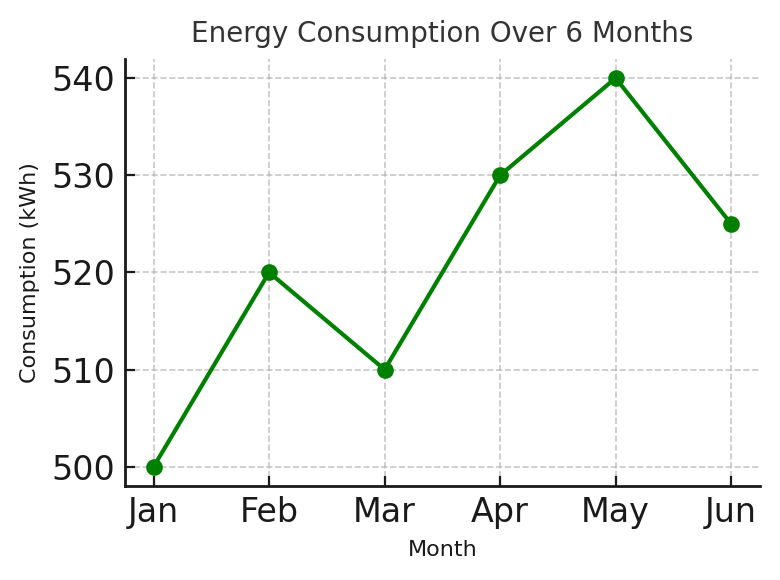 Energy Consumption Over 6 Months
540
530
520
510
500
Consumption (kWh)
Jan Feb Mar Apr May Jun
Month